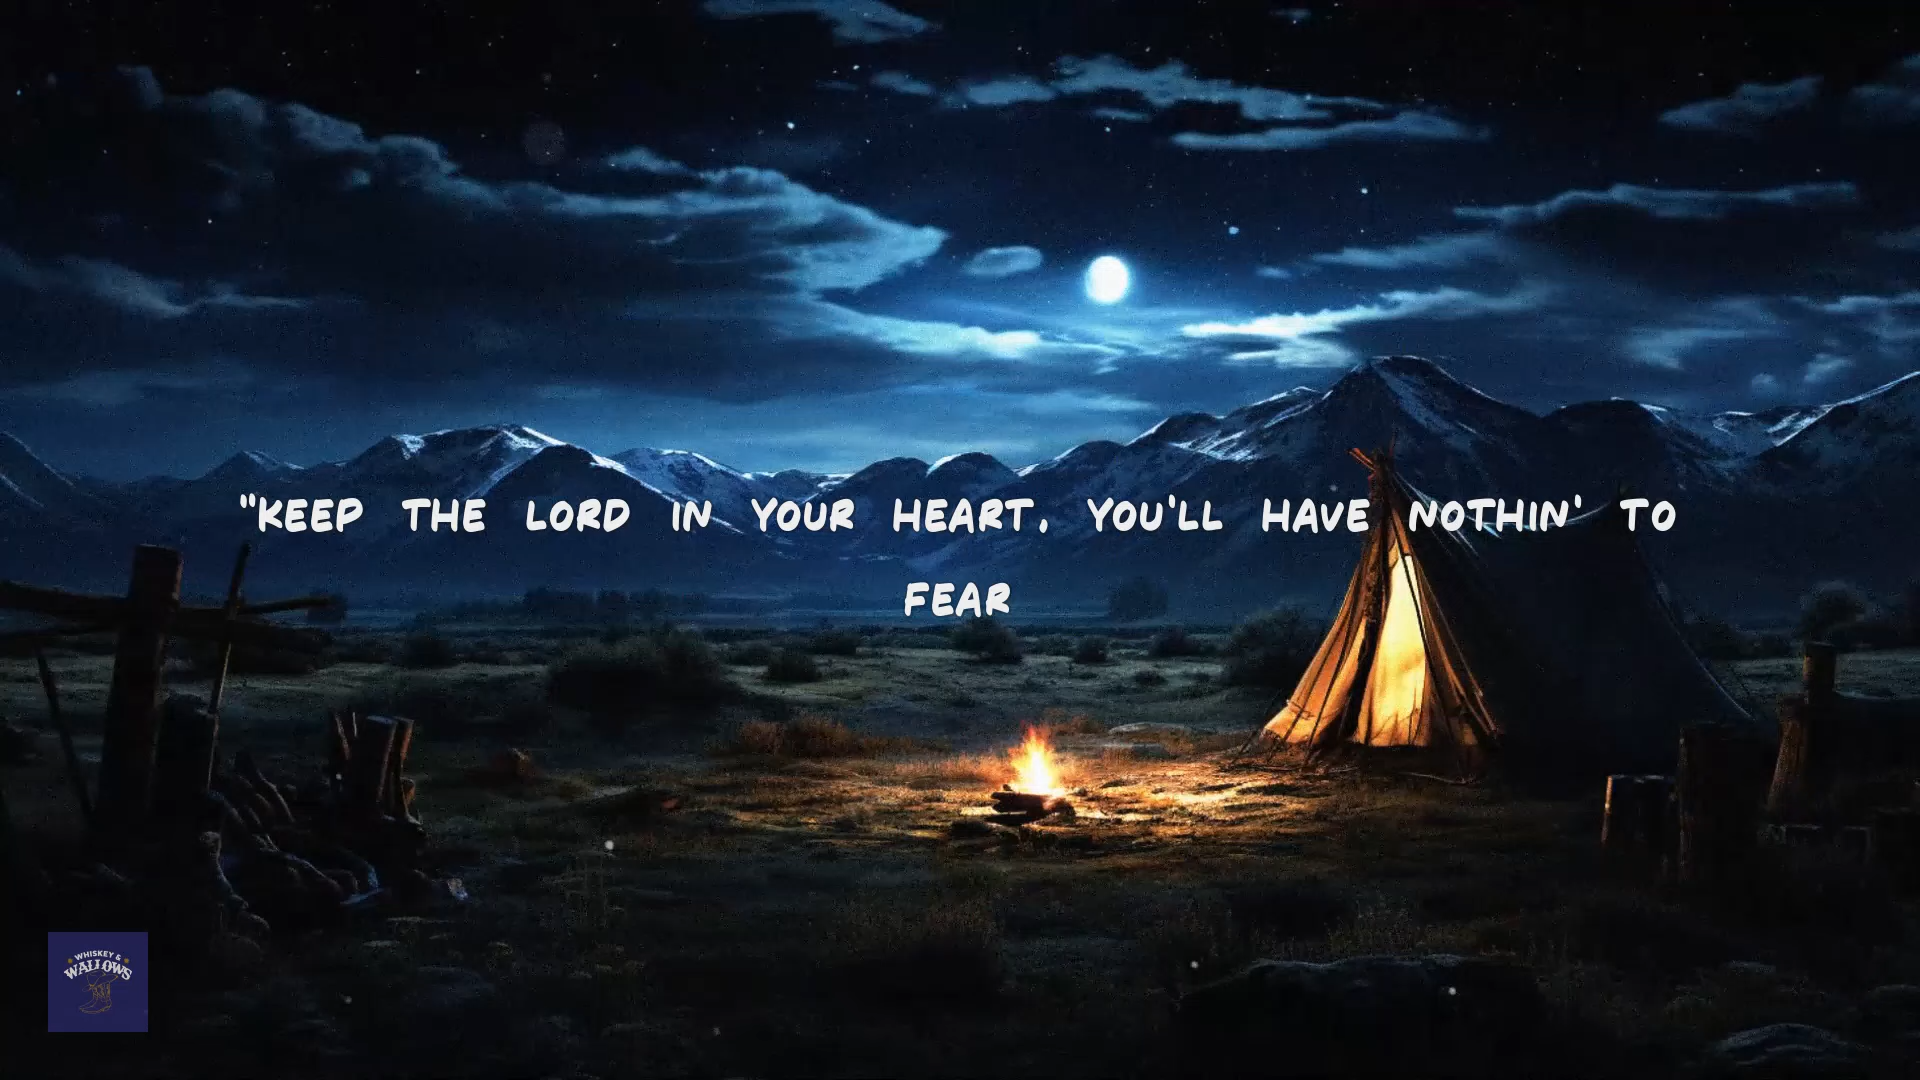 "KEEP THE LORD IN YOUR HEART, YOU'LL HAVE NOTHIN' TO
FEAR
WHISKEY &
WALLOWS